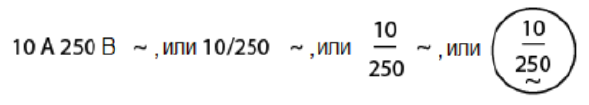 10 А 250 В ~ , или 10/250 ~ , или 10/250 ~ , или 10/250 ~